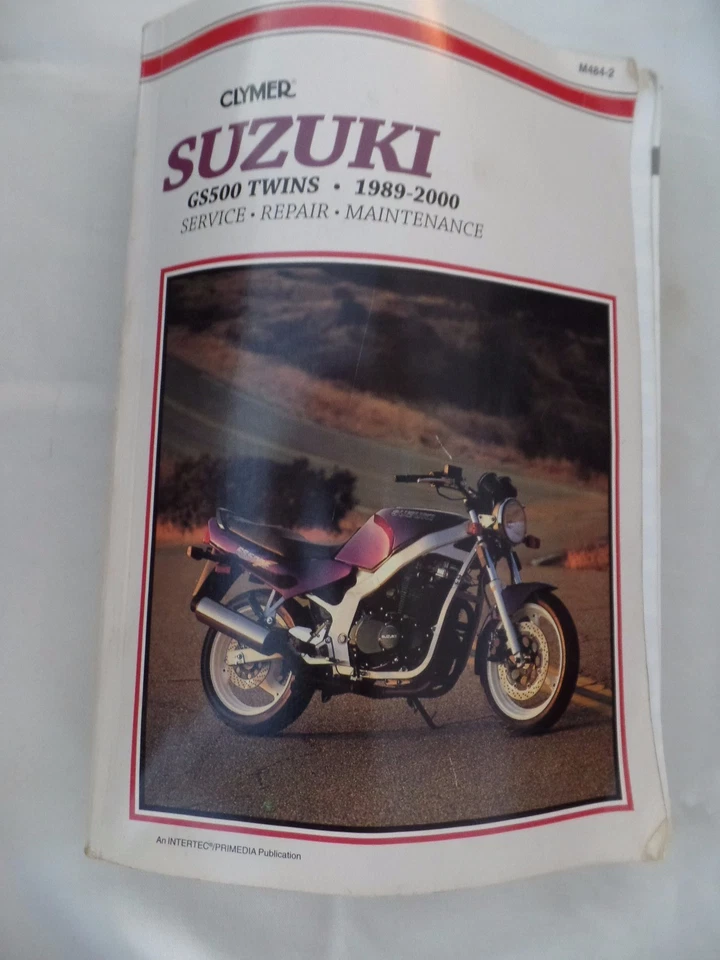 M484-2
CLYMER®
SUZUKI
GS500 TWINS • 1989-2000
SERVICE • REPAIR • MAINTENANCE
SUZUKI
An INTERTEC®/PRIMEDIA Publication